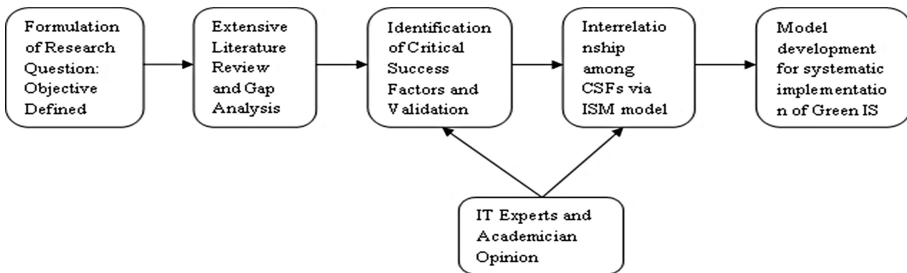 Formulation
of Research
Question:
Objective
Defined
Extensive
Literature
Review
and Gap
Analysis
Identification
of Critical
Success
Factors and
Validation
Interrelatio
nship
among
CSFs via
ISM model
Model
development
for systematic
implementatio
n of Green IS
IT Experts and
Academician
Opinion